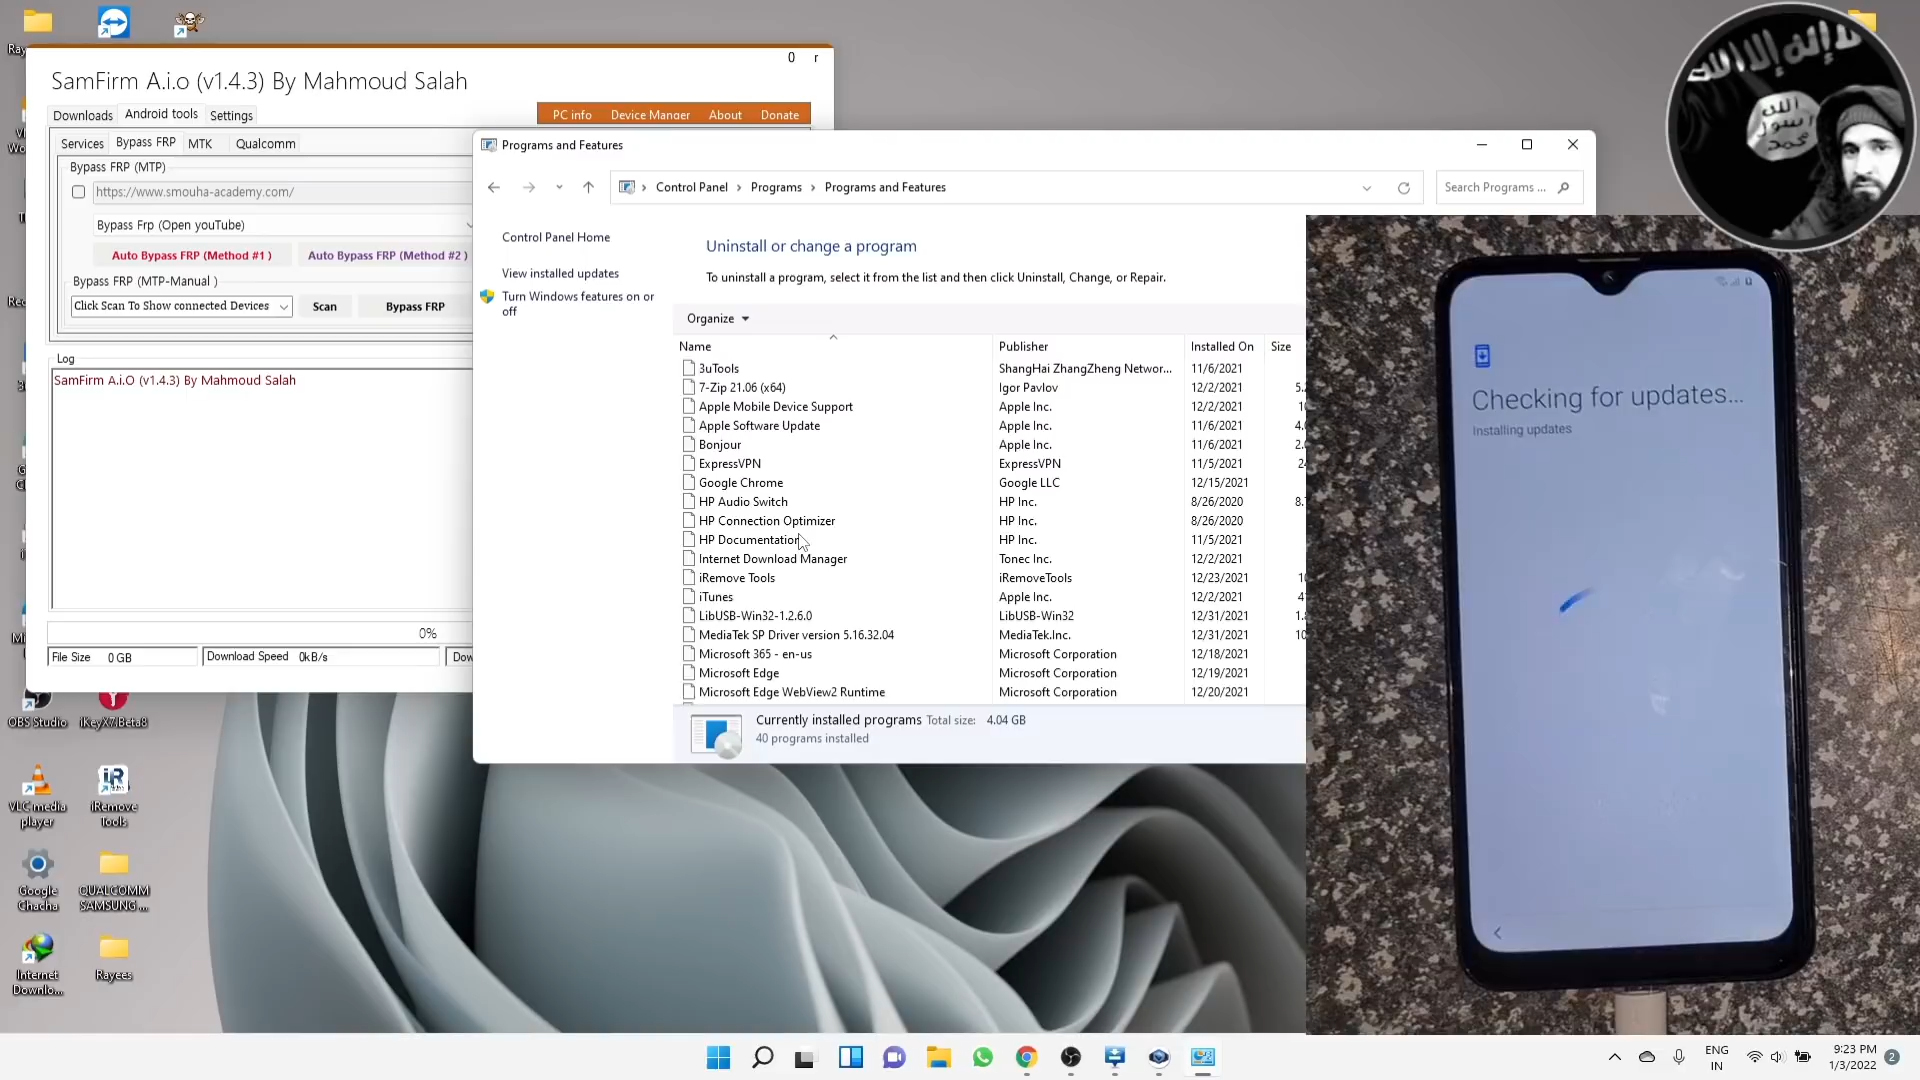 SamFirm A.i.o (v1.4.3) By Mahmoud Salah
Downloads
Android tools
Settings
PC info
Device Manger
About
Donate
Services
Bypass FRP
MTK
Qualcomm
Bypass FRP (MTP)
https://www.smouha-academy.com/
Bypass Frp (Open youTube)
Auto Bypass FRP (Method #1 )
Auto Bypass FRP (Method #2 )
Bypass FRP (MTP-Manual )
Click Scan To Show connected Devices
Scan
Bypass FRP
Log
SamFirm A.i.O (v1.4.3) By Mahmoud Salah
0%
File Size 0 GB
Download Speed 0kB/s
Programs and Features
Control Panel
Programs
Programs and Features
Search Programs ...
Control Panel Home
View installed updates
Turn Windows features on or
off
Uninstall or change a program
To uninstall a program, select it from the list and then click Uninstall, Change, or Repair.
Organize
Name Publisher Installed On Size
3uTools ShangHai ZhangZheng Networ... 11/6/2021
7-Zip 21.06 (x64) Igor Pavlov 12/2/2021
Apple Mobile Device Support Apple Inc. 12/2/2021
Apple Software Update Apple Inc. 11/6/2021
Bonjour Apple Inc. 11/6/2021
ExpressVPN ExpressVPN 11/5/2021
Google Chrome Google LLC 12/15/2021
HP Audio Switch HP Inc. 8/26/2020
HP Connection Optimizer HP Inc. 8/26/2020
HP Documentation HP Inc. 11/5/2021
Internet Download Manager Tonec Inc. 12/2/2021
iRemove Tools iRemoveTools 12/23/2021
iTunes Apple Inc. 12/2/2021
LibUSB-Win32-1.2.6.0 LibUSB-Win32 12/31/2021
MediaTek SP Driver version 5.16.32.04 MediaTek.Inc. 12/31/2021
Microsoft 365 - en-us Microsoft Corporation 12/18/2021
Microsoft Edge Microsoft Corporation 12/19/2021
Microsoft Edge WebView2 Runtime Microsoft Corporation 12/20/2021
Currently installed programs Total size: 4.04 GB
40 programs installed
لا إله إلا الله
الله
رسول
محمد
Checking for updates...
Installing updates
OBS Studio
iKeyX7.Beta8
VLC media
player
iRemove
Tools
Google
Chacha
QUALCOMM
SAMSUNG ...
Internet
Downlo...
Rayees
ENG
IN
9:23 PM
1/3/2022
2